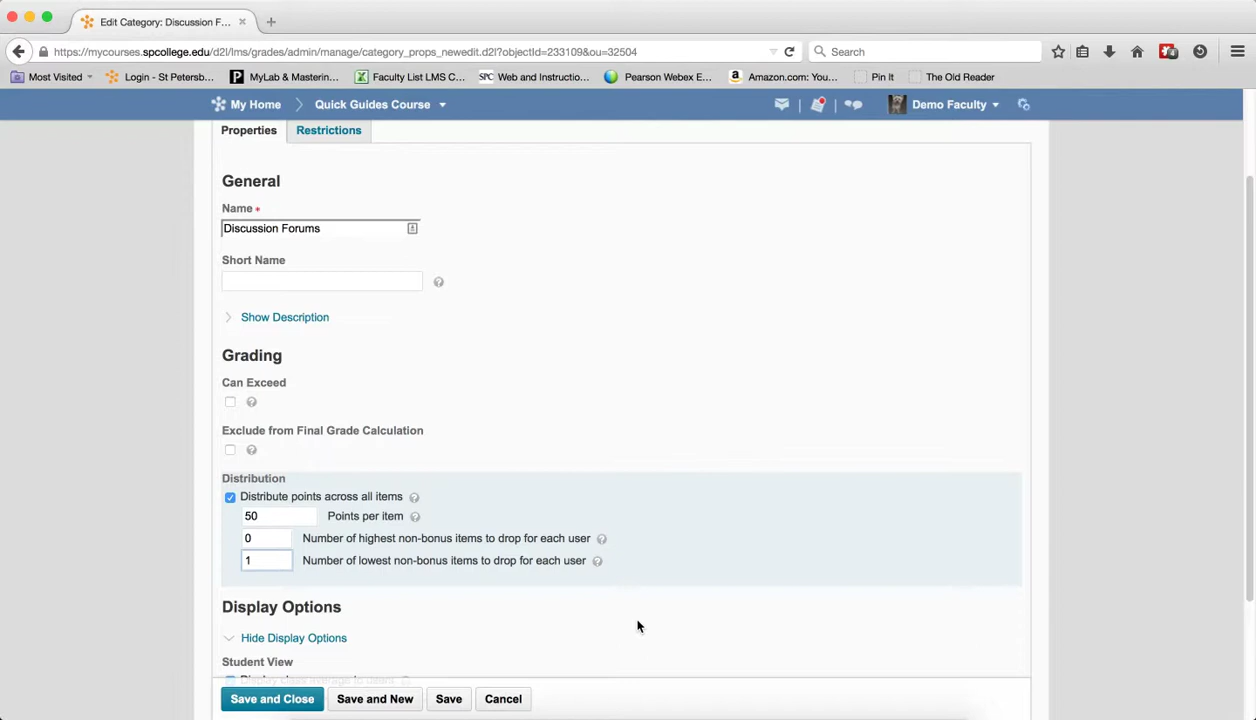 Edit Category: Discussion F...
https://mycourses.spcollege.edu/d2l/lms/grades/admin/manage/category_props_newedit.d2l?objectId=233109&ou=32504
Search
Most Visited
Login - St Petersb...
P MyLab & Masterin...
Faculty List LMS C...
SPC Web and Instructio...
Pearson Webex E...
a Amazon.com: You...
Pin It
The Old Reader
My Home
Quick Guides Course
Demo Faculty
Properties
Restrictions
General
Name *
Discussion Forums
Short Name
Show Description
Grading
Can Exceed
Exclude from Final Grade Calculation
Distribution
Distribute points across all items
50 Points per item
0 Number of highest non-bonus items to drop for each user
1 Number of lowest non-bonus items to drop for each user
Display Options
Hide Display Options
Student View
Display class average to users
Save and Close
Save and New
Save
Cancel